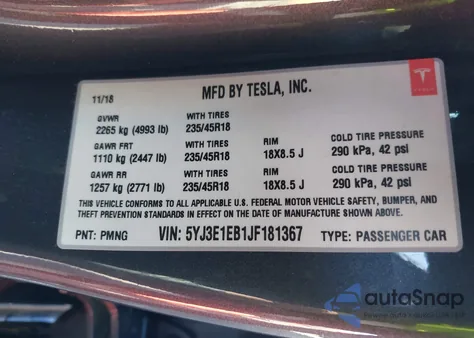 11/18 MFD BY TESLA, INC.
TESLA
GVWR WITH TIRES
2265 kg (4993 lb) 235/45R18
GAWR FRT WITH TIRES RIM COLD TIRE PRESSURE
1110 kg (2447 lb) 235/45R18 18X8.5 J 290 kPa, 42 psi
GAWR RR WITH TIRES RIM COLD TIRE PRESSURE
1257 kg (2771 lb) 235/45R18 18X8.5 J 290 kPa, 42 psi
THIS VEHICLE CONFORMS TO ALL APPLICABLE U.S. FEDERAL MOTOR VEHICLE SAFETY, BUMPER, AND
THEFT PREVENTION STANDARDS IN EFFECT ON THE DATE OF MANUFACTURE SHOWN ABOVE.
PNT: PMNG VIN: 5YJ3E1EB1JF181367 TYPE: PASSENGER CAR
autoSnap